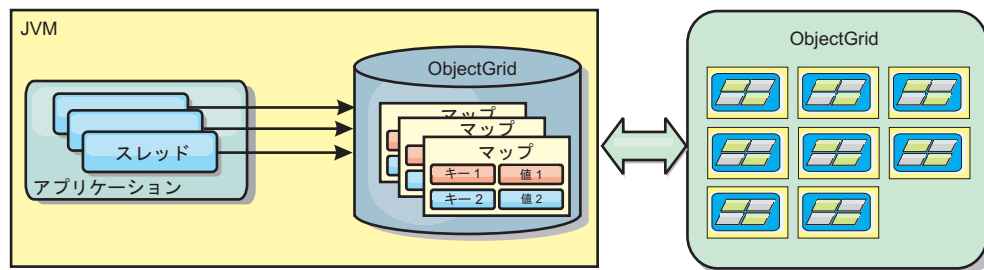 JVM
ObjectGrid
マップ
マップ
マップ
キー 1
値 1
キー 2
値 2
スレッド
アプリケーション
ObjectGrid